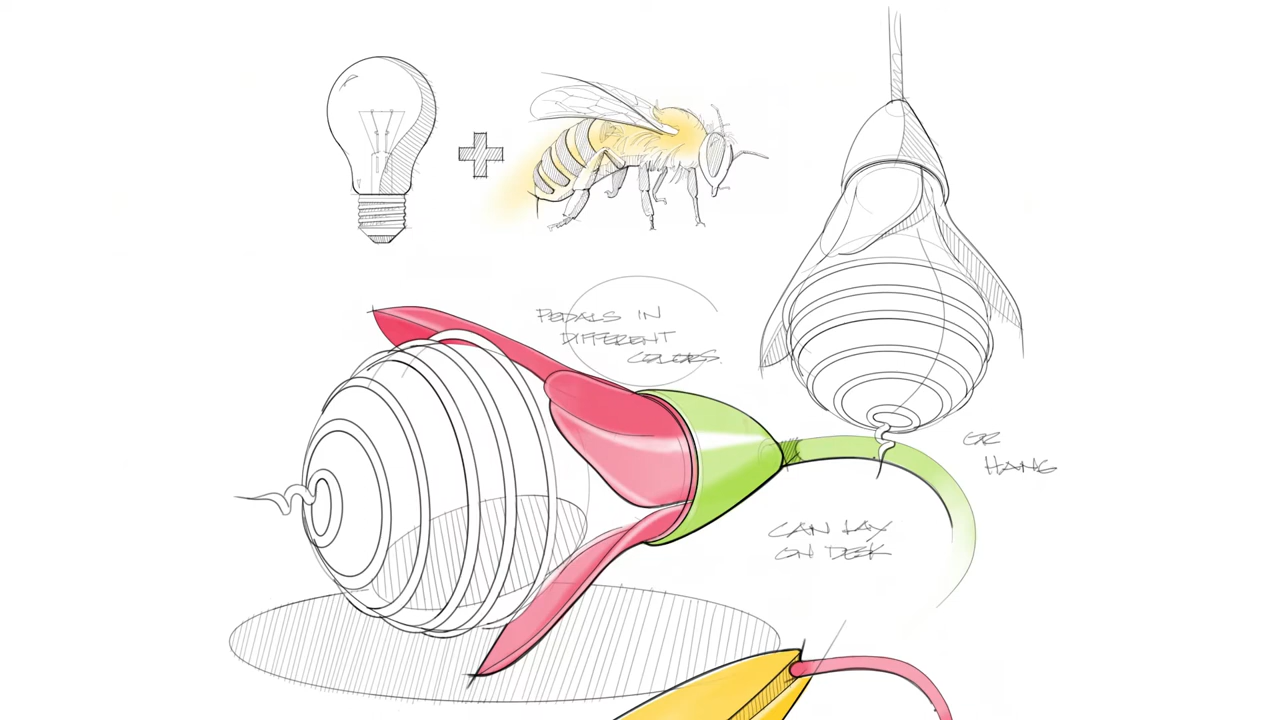 PEDALS IN
DIFFERENT
COLORS.
OR
HANG
CAN LAY
ON DESK